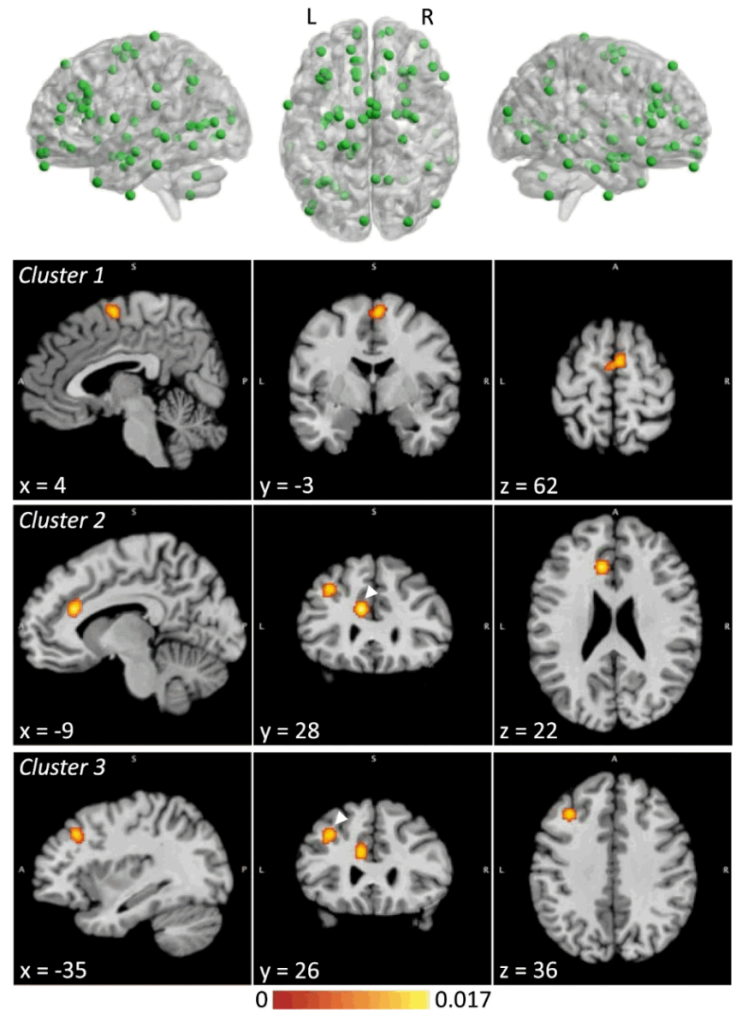 L R
Cluster 1
S S A
A P L R L R
x = 4 y = -3 z = 62
Cluster 2
S S A
A P L R L R
x = -9 y = 28 z = 22
Cluster 3
S S A
A P L R L R
x = -35 y = 26 z = 36
0 0.017